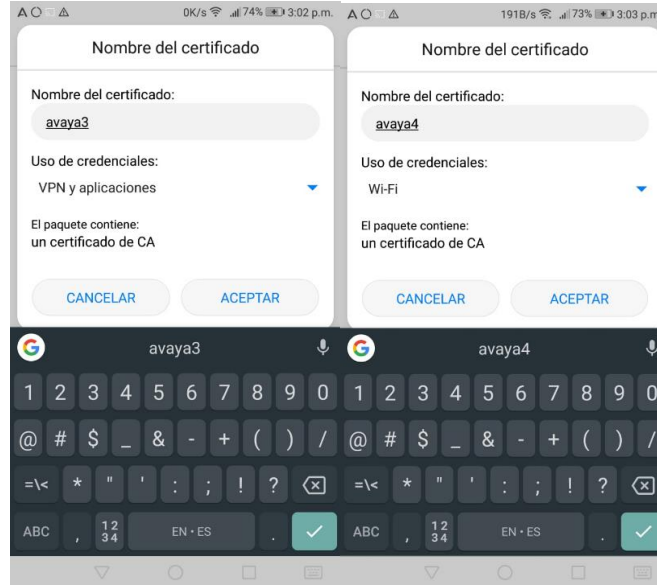 0K/s 74% 3:02 p.m.
Nombre del certificado
Nombre del certificado:
avaya3
Uso de credenciales:
VPN y aplicaciones
El paquete contiene:
un certificado de CA
CANCELAR ACEPTAR
avaya3
1 2 3 4 5 6 7 8 9 0
@ # $ _ & - + ( ) /
=\< * " ' : ; ! ?
ABC , 12 34 EN • ES .
191B/s 73% 3:03 p.m
Nombre del certificado
Nombre del certificado:
avaya4
Uso de credenciales:
Wi-Fi
El paquete contiene:
un certificado de CA
CANCELAR ACEPTAR
avaya4
1 2 3 4 5 6 7 8 9 0
@ # $ _ & - + ( ) /
=\< * " ' : ; ! ?
ABC , 12 34 EN • ES .